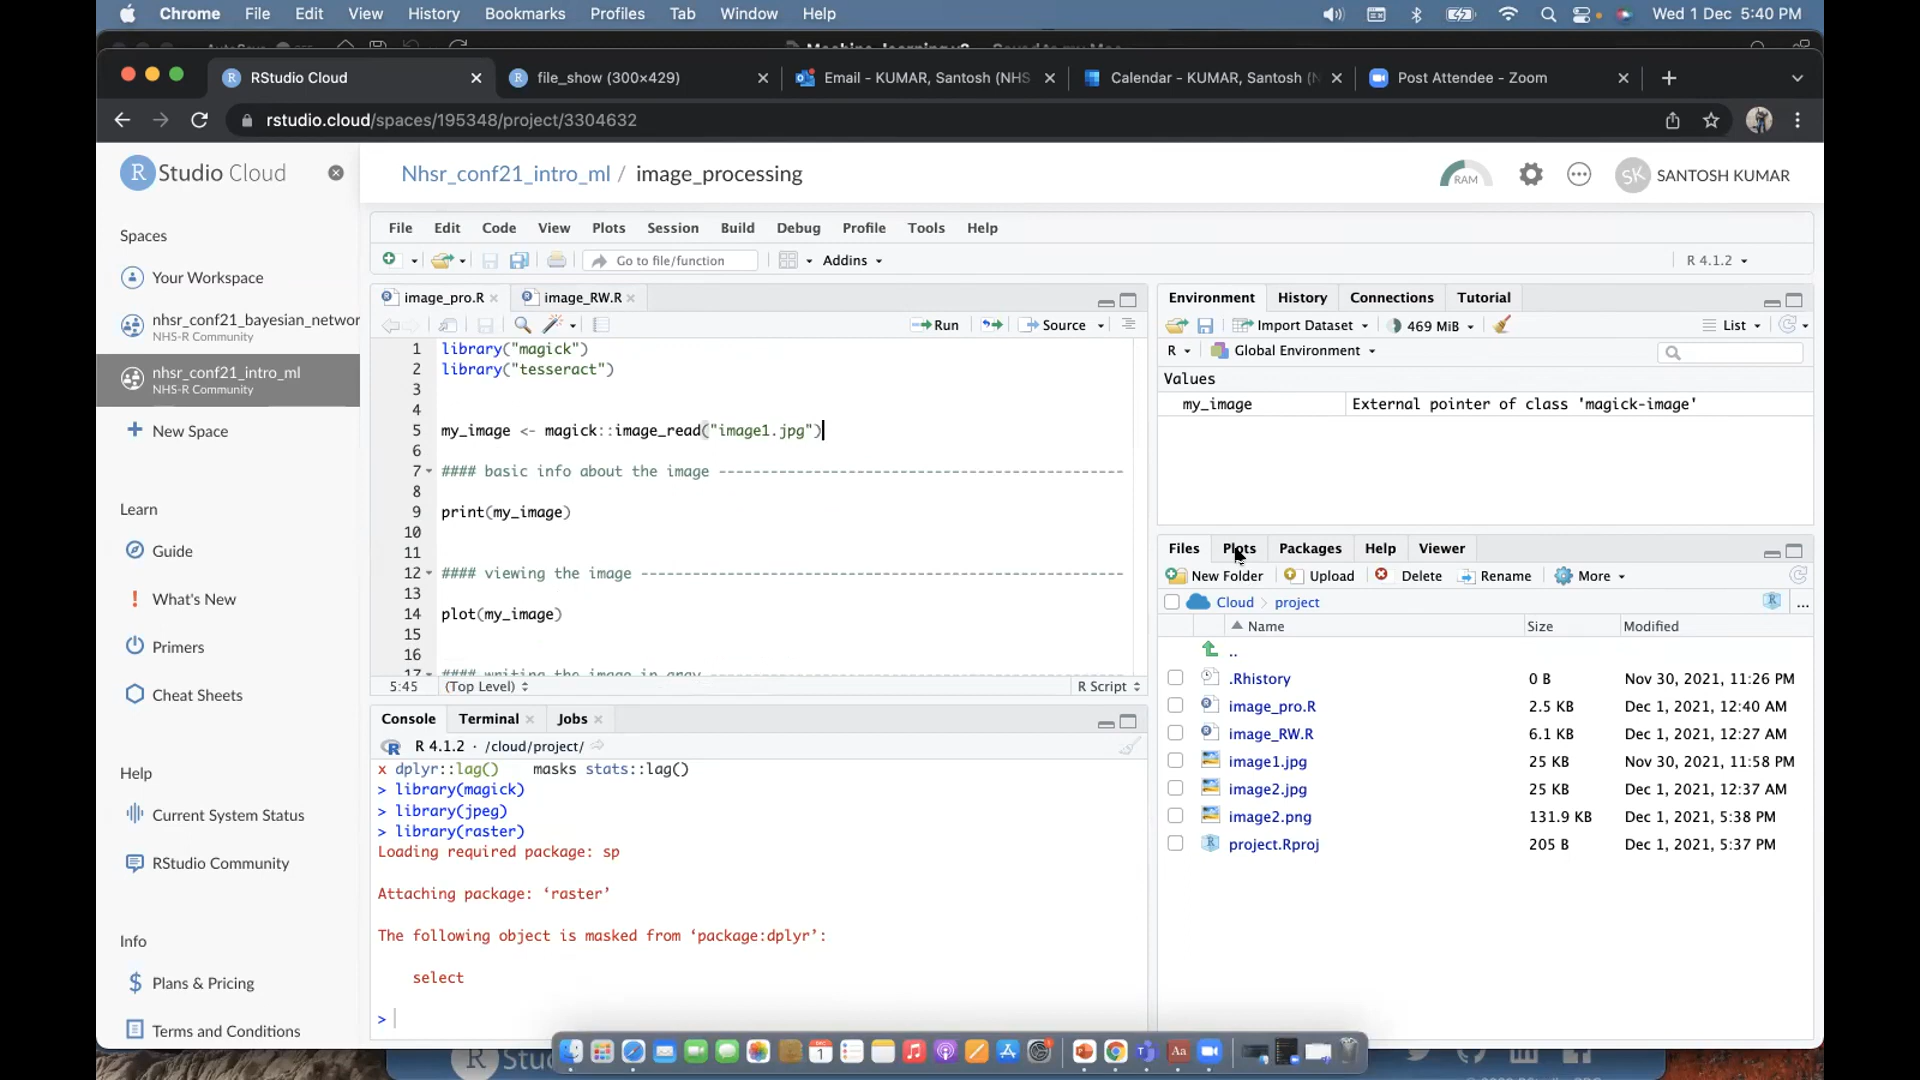 Chrome File Edit View History Bookmarks Profiles Tab Window Help Wed 1 Dec 5:40 PM
RStudio Cloud file_show (300×429) Email - KUMAR, Santosh (NHS Calendar - KUMAR, Santosh (N Post Attendee - Zoom
rstudio.cloud/spaces/195348/project/3304632
R Studio Cloud
Nhsr_conf21_intro_ml / image_processing
RAM
SK SANTOSH KUMAR
Spaces
Your Workspace
nhsr_conf21_bayesian_networ
NHS-R Community
nhsr_conf21_intro_ml
NHS-R Community
New Space
Learn
Guide
What's New
Primers
Cheat Sheets
Help
Current System Status
RStudio Community
Info
Plans & Pricing
Terms and Conditions
File Edit Code View Plots Session Build Debug Profile Tools Help
Go to file/function Addins R 4.1.2
image_pro.R image_RW.R
Run Source
1 library("magick")
2 library("tesseract")
3
4
5 my_image <- magick::image_read("image1.jpg")
6
7 #### basic info about the image -----------------------------------------------
8
9 print(my_image)
10
11
12 #### viewing the image --------------------------------------------------------
13
14 plot(my_image)
15
16
17 #### writing the image in gray ------------------------------------------------
5:45 (Top Level) R Script
Console Terminal Jobs
R 4.1.2 · /cloud/project/
x dplyr::lag() masks stats::lag()
> library(magick)
> library(jpeg)
> library(raster)
Loading required package: sp
Attaching package: ‘raster’
The following object is masked from ‘package:dplyr’:
select
>
Environment History Connections Tutorial
Import Dataset 469 MiB List
R Global Environment
Values
my_image External pointer of class 'magick-image'
Files Plots Packages Help Viewer
New Folder Upload Delete Rename More
Cloud project ...
Name Size Modified
..
.Rhistory 0 B Nov 30, 2021, 11:26 PM
image_pro.R 2.5 KB Dec 1, 2021, 12:40 AM
image_RW.R 6.1 KB Dec 1, 2021, 12:27 AM
image1.jpg 25 KB Nov 30, 2021, 11:58 PM
image2.jpg 25 KB Dec 1, 2021, 12:37 AM
image2.png 131.9 KB Dec 1, 2021, 5:38 PM
project.Rproj 205 B Dec 1, 2021, 5:37 PM